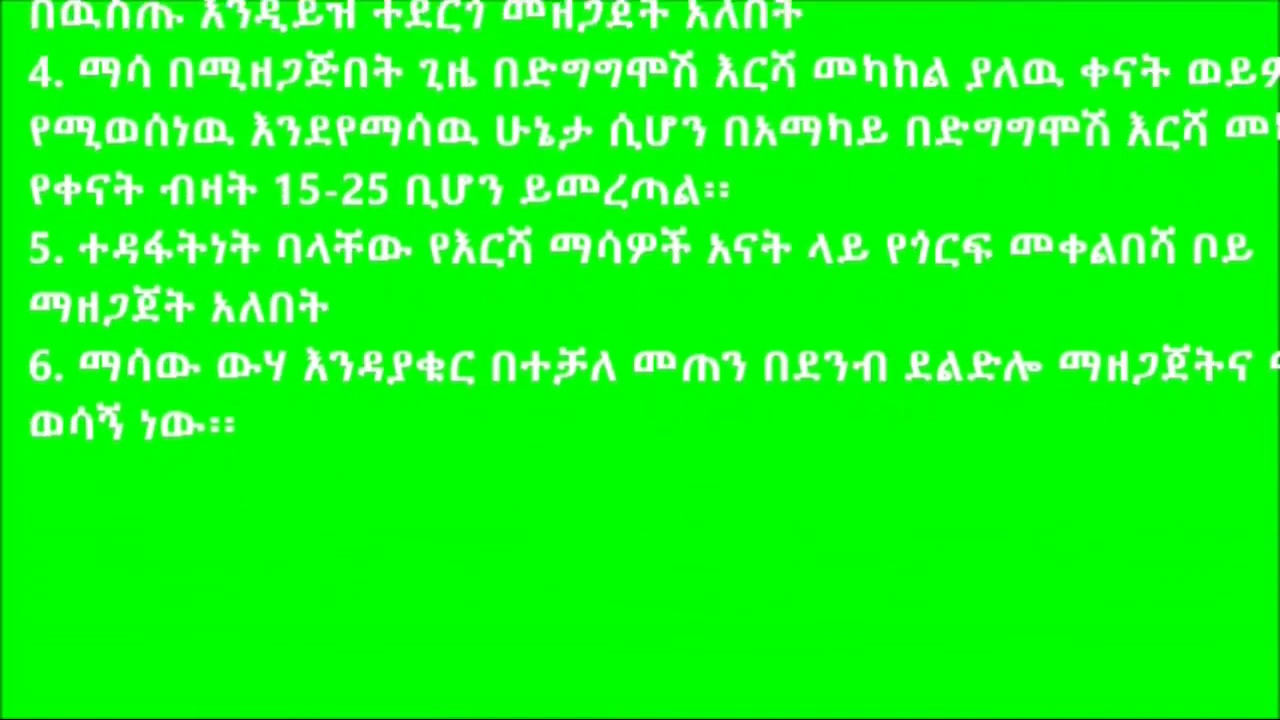 በዉስጡ እንዲይዝ ተደርጎ መዘጋጀት አለበት
4. ማሳ በሚዘጋጅበት ጊዜ በድግግሞሽ እርሻ መካከል ያለዉ ቀናት
የሚወሰነዉ እንደየማሳዉ ሁኔታ ሲሆን በአማካይ በድግግሞሽ እርሻ
የቀናት ብዛት 15-25 ቢሆን ይመረጣል፡፡
5. ተዳፋትነት ባላቸው የእርሻ ማሳዎች አናት ላይ የጎርፍ መቀልበሻ ቦይ
ማዘጋጀት አለበት
6. ማሳው ውሃ እንዳያቁር በተቻለ መጠን በደንብ ደልድሎ ማዘጋጀትና
ወሳኝ ነው፡፡